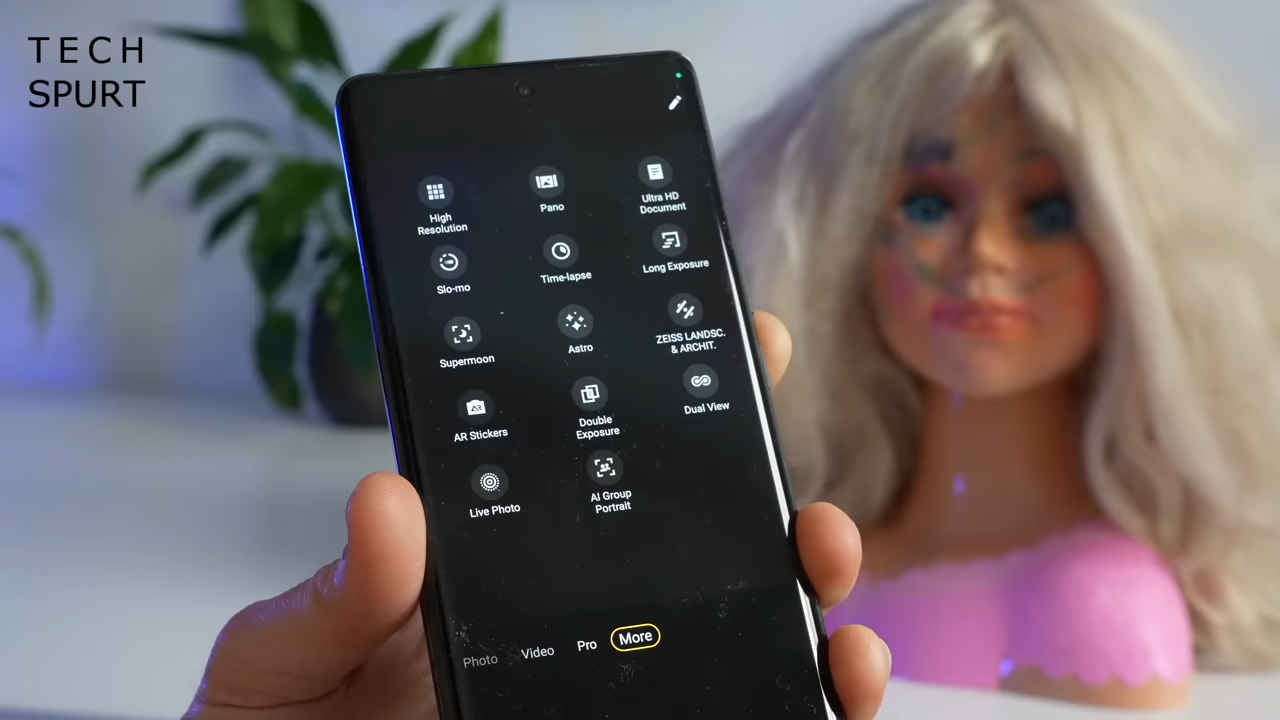 TECH
SPURT
High
Resolution
Pano
Ultra HD
Document
Slo-mo
Time-lapse
Long Exposure
Supermoon
Astro
ZEISS LANDSC.
& ARCHIT.
AR Stickers
Double
Exposure
Dual View
Live Photo
AI Group
Portrait
Photo Video Pro More